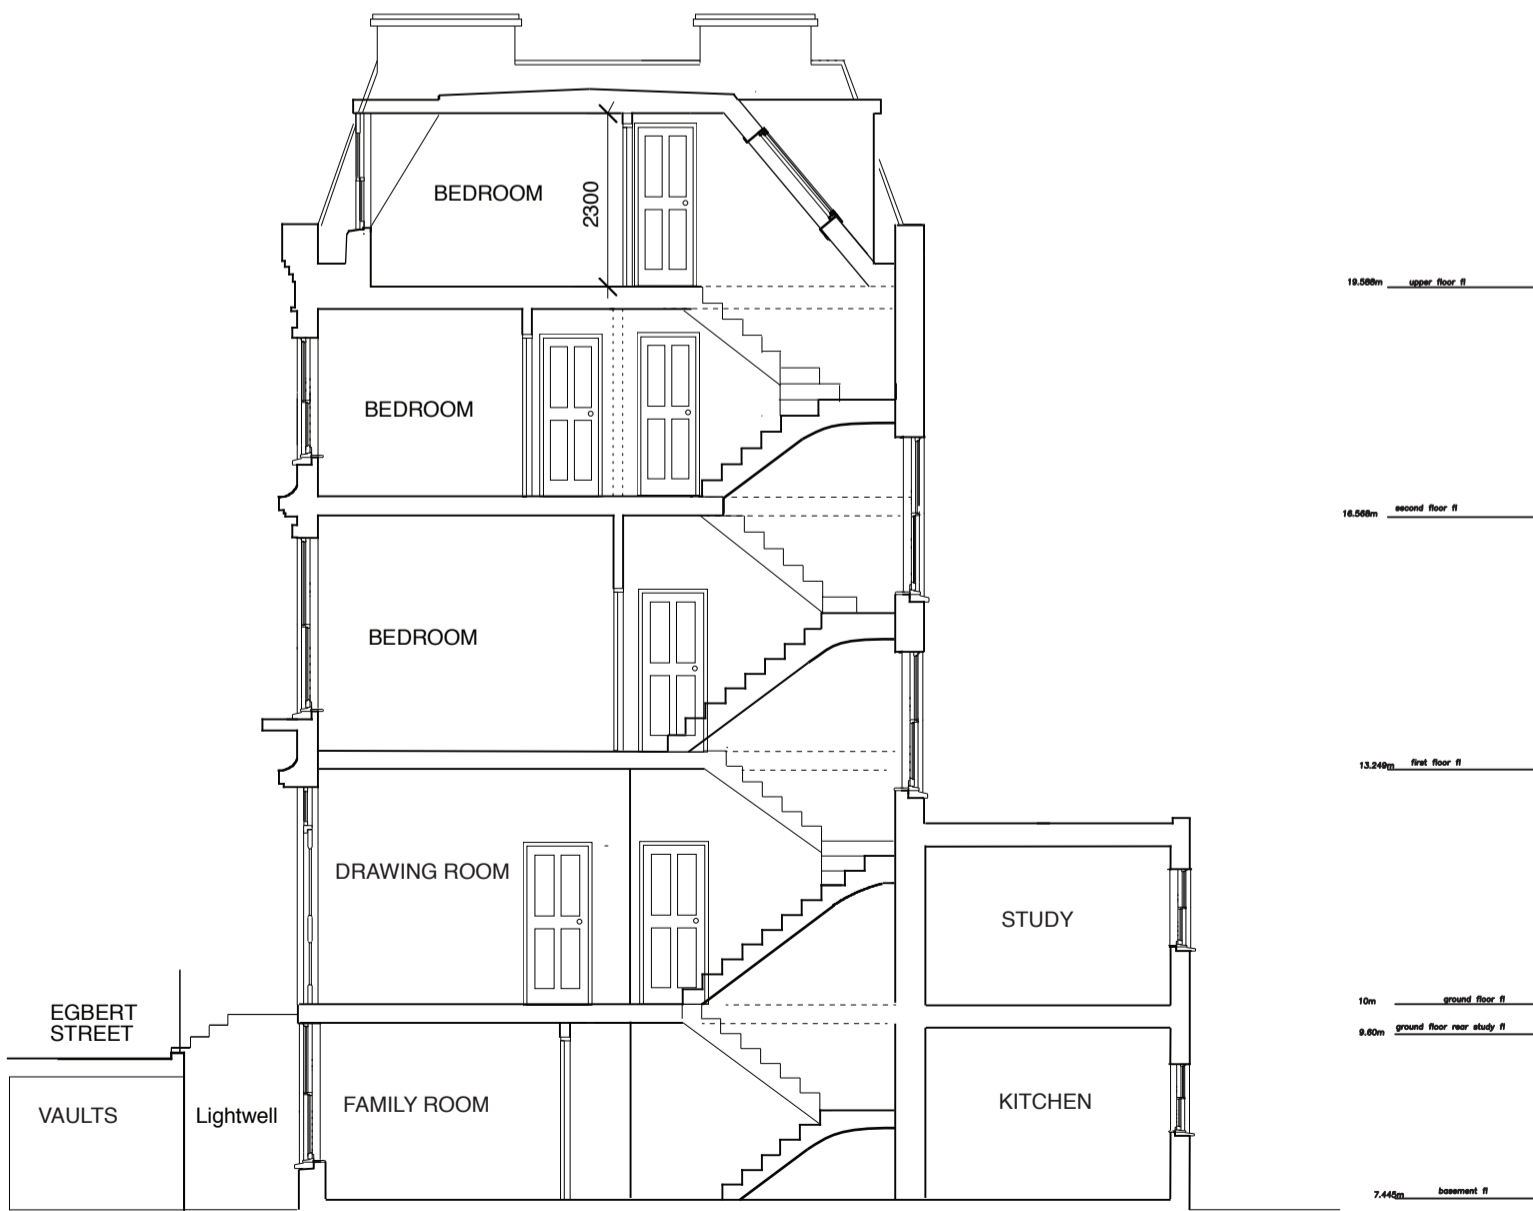 BEDROOM
2300
19.588m upper floor fl
BEDROOM
16.568m second floor fl
BEDROOM
13.249m first floor fl
DRAWING ROOM
STUDY
EGBERT
STREET
10m ground floor fl
9.60m ground floor rear study fl
VAULTS
Lightwell
FAMILY ROOM
KITCHEN
7.445m basement fl